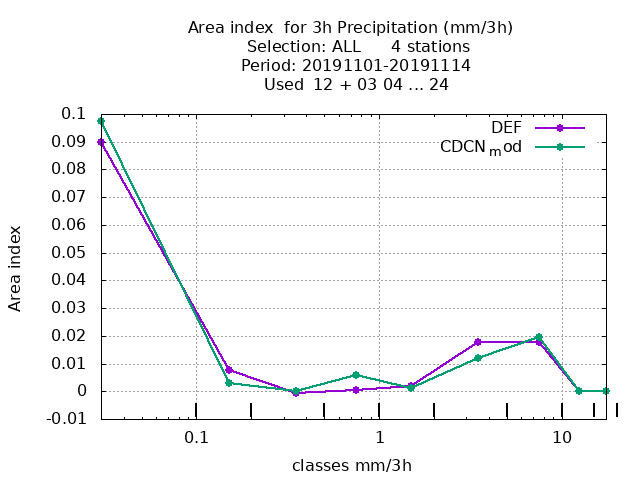 Area index  for 3h Precipitation (mm/3h)
Selection: ALL      4 stations
Period: 20191101-20191114
Used  12 + 03 04 ... 24
DEF
CDCNmod
0.1
0.09
0.08
0.07
0.06
0.05
0.04
0.03
0.02
0.01
0
-0.01
Area index
0.1
1
10
classes mm/3h